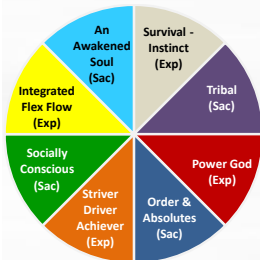 Survival -
Instinct
(Exp)
Tribal
(Sac)
Power God
(Exp)
Order &
Absolutes
(Sac)
Striver
Driver
Achiever
(Exp)
Socially
Conscious
(Sac)
Integrated
Flex Flow
(Exp)
An
Awakened
Soul
(Sac)